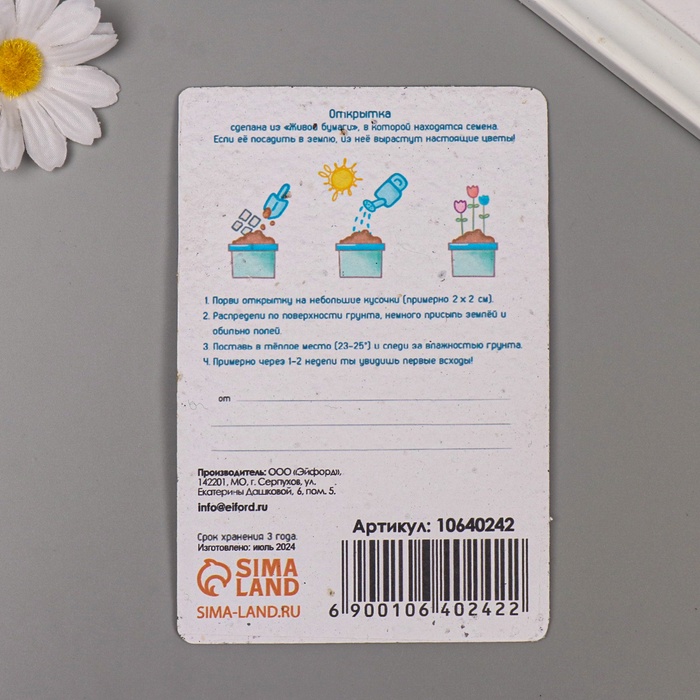 Открытка
сделана из «Живой бумаги», в которой находятся семена.
Если её посадить в землю, из неё вырастут настоящие цветы!
1. Порви открытку на небольшие кусочки (примерно 2 х 2 см).
2. Распредели по поверхности грунта, немного присыпь землёй и
обильно полей.
3. Поставь в тёплое место (23-25°) и следи за влажностью грунта.
4. Примерно через 1-2 недели ты увидишь первые всходы!
от
Производитель: ООО «Эйфорд»,
142201, МО, г. Серпухов, ул.
Екатерины Дашковой, 6, пом. 5.
info@eiford.ru
Артикул: 10640242
Срок хранения 3 года.
Изготовлено: июль 2024
SIMA
LAND
SIMA-LAND.RU
6 900106 402422